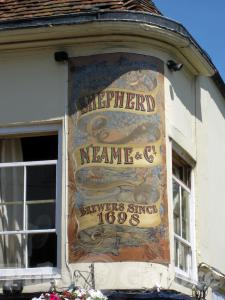 SHEPHERD
NEAME & Co
BREWERS SINCE
1698